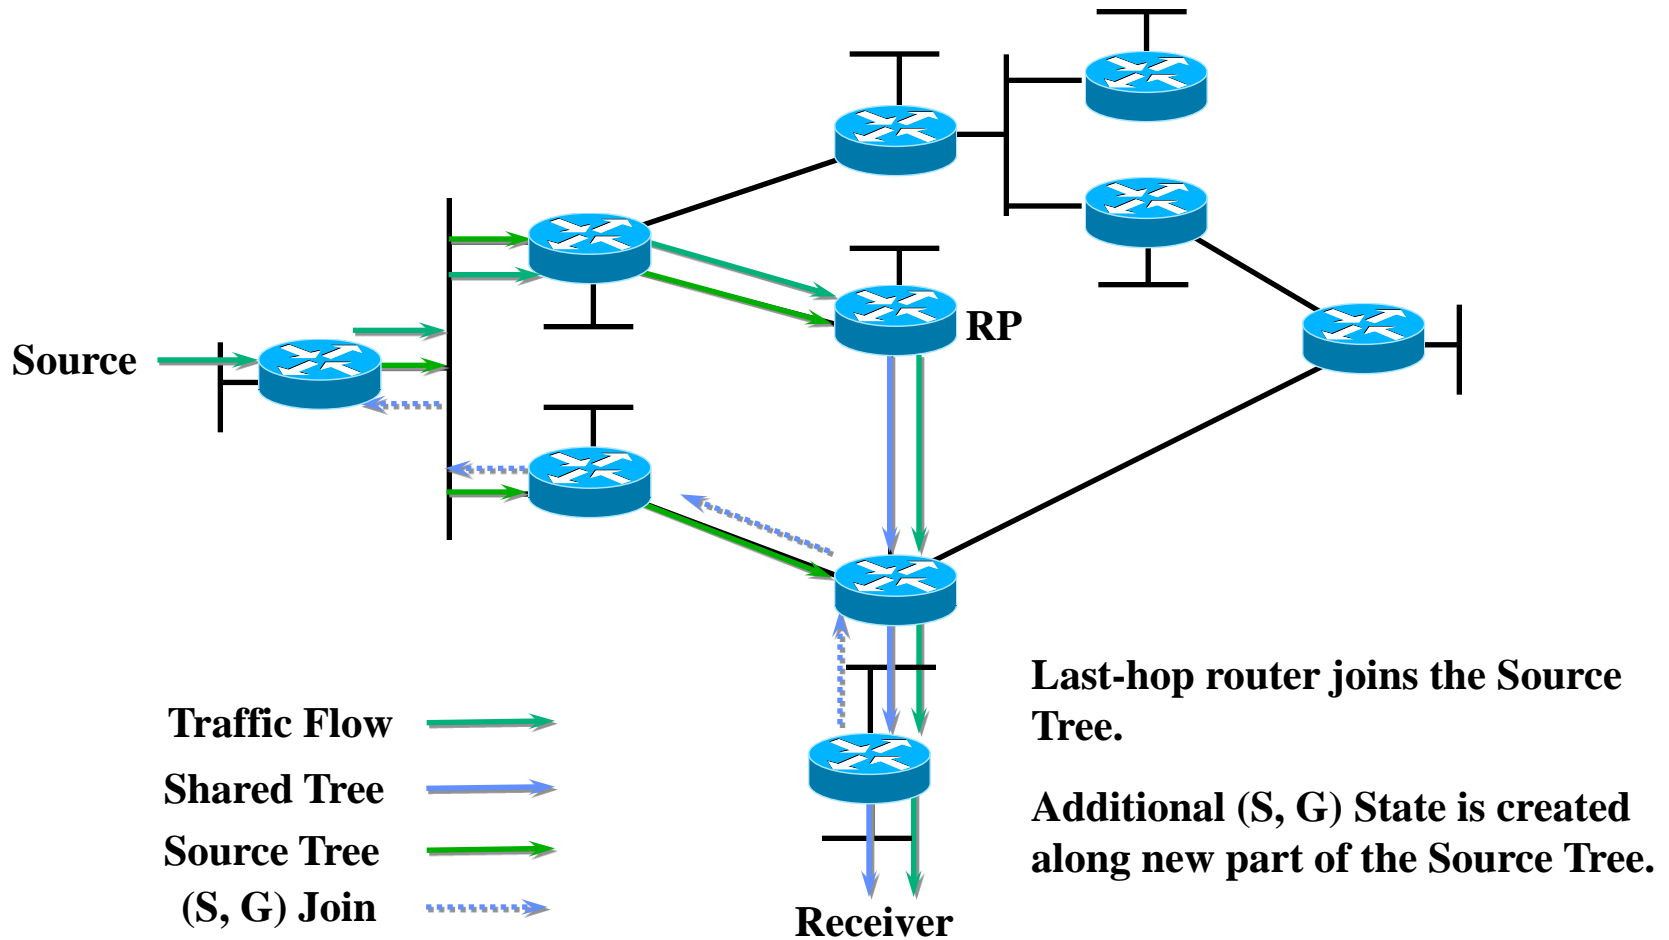 RP
Source
Last-hop router joins the Source
Tree.
Traffic Flow
Shared Tree
Additional (S, G) State is created
along new part of the Source Tree.
Source Tree
(S, G) Join
Receiver